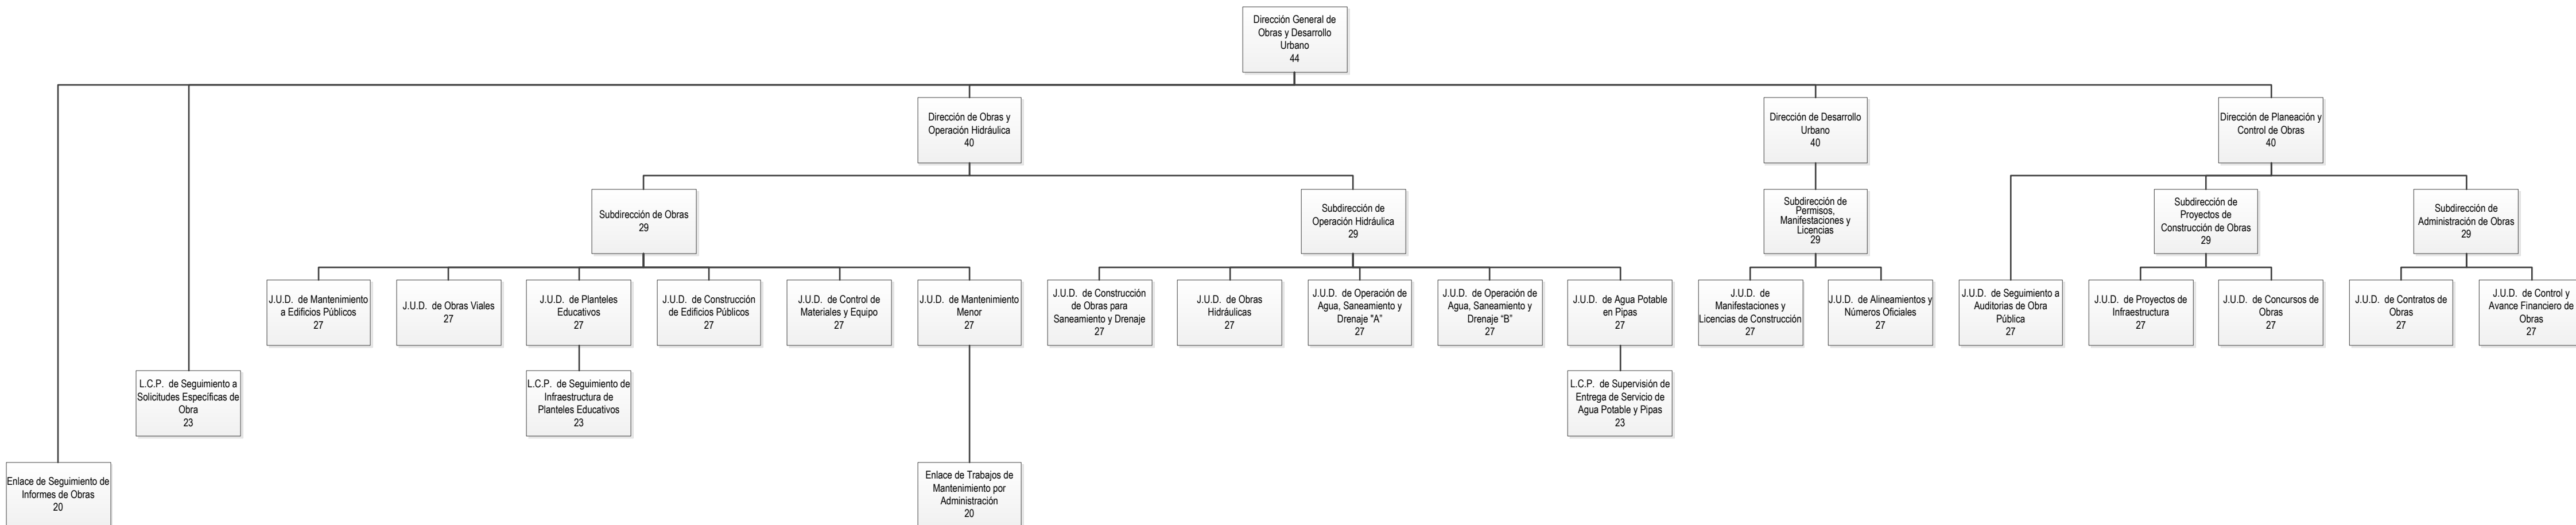 Dirección General de
Obras y Desarrollo
Urbano
44
Dirección de Obras y
Operación Hidráulica
40
Dirección de Desarrollo
Urbano
40
Dirección de Planeación y
Control de Obras
40
Subdirección de Obras
29
Subdirección de
Operación Hidráulica
29
Subdirección de
Permisos,
Manifestaciones y
Licencias
29
Subdirección de
Proyectos de
Construcción de Obras
29
Subdirección de
Administración de Obras
29
J.U.D. de Mantenimiento
a Edificios Públicos
27
J.U.D. de Obras Viales
27
J.U.D. de Planteles
Educativos
27
J.U.D. de Construcción
de Edificios Públicos
27
J.U.D. de Control de
Materiales y Equipo
27
J.U.D. de Mantenimiento
Menor
27
J.U.D. de Construcción
de Obras para
Saneamiento y Drenaje
27
J.U.D. de Obras
Hidráulicas
27
J.U.D. de Operación de
Agua, Saneamiento y
Drenaje "A"
27
J.U.D. de Operación de
Agua, Saneamiento y
Drenaje “B”
27
J.U.D. de Agua Potable
en Pipas
27
J.U.D. de
Manifestaciones y
Licencias de Construcción
27
J.U.D. de Alineamientos y
Números Oficiales
27
J.U.D. de Seguimiento a
Auditorias de Obra
Pública
27
J.U.D. de Proyectos de
Infraestructura
27
J.U.D. de Concursos de
Obras
27
J.U.D. de Contratos de
Obras
27
J.U.D. de Control y
Avance Financiero de
Obras
27
L.C.P. de Seguimiento a
Solicitudes Específicas de
Obra
23
L.C.P. de Seguimiento de
Infraestructura de
Planteles Educativos
23
L.C.P. de Supervisión de
Entrega de Servicio de
Agua Potable y Pipas
23
Enlace de Seguimiento de
Informes de Obras
20
Enlace de Trabajos de
Mantenimiento por
Administración
20